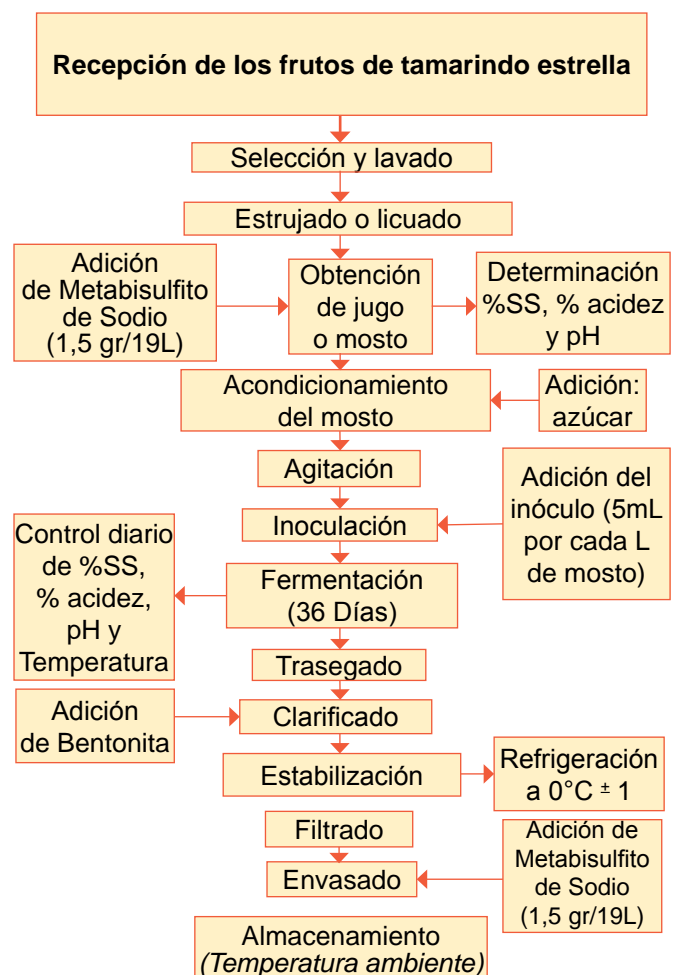 Recepción de los frutos de tamarindo estrella
Selección y lavado
Estrujado o licuado
Adición
de Metabisulfito
de Sodio
(1,5 gr/19L)
Obtención
de jugo
o mosto
Determinación
%SS, % acidez
y pH
Acondicionamiento
del mosto
Adición:
azúcar
Agitación
Inoculación
Adición del
inóculo (5mL
por cada L
de mosto)
Control diario
de %SS,
% acidez,
pH y
Temperatura
Fermentación
(36 Días)
Trasegado
Adición
de Bentonita
Clarificado
Estabilización
Refrigeración
a 0°C ± 1
Filtrado
Envasado
Adición de
Metabisulfito
de Sodio
(1,5 gr/19L)
Almacenamiento
(Temperatura ambiente)